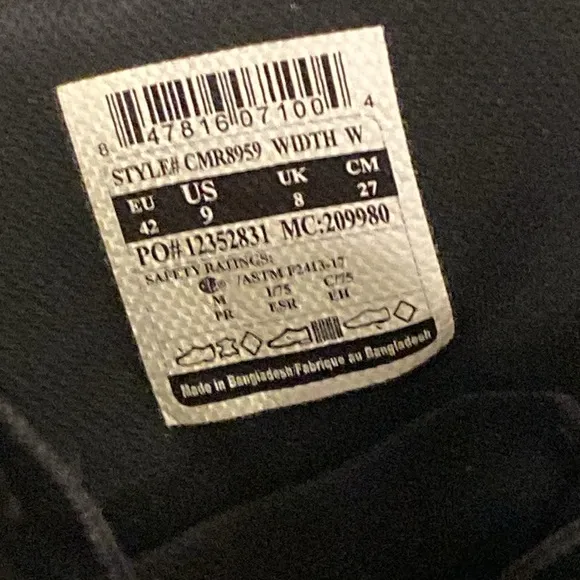 8 47816 07100 4
STYLE# CMR8959 WIDTH W
EU US UK CM
42 9 8 27
PO# 12352831 MC:209980
SAFETY RATINGS:
/ASTM F2413-17
M I/75 C/75
PR ESR EH
Made in Bangladesh/Fabrique au Bangladesh